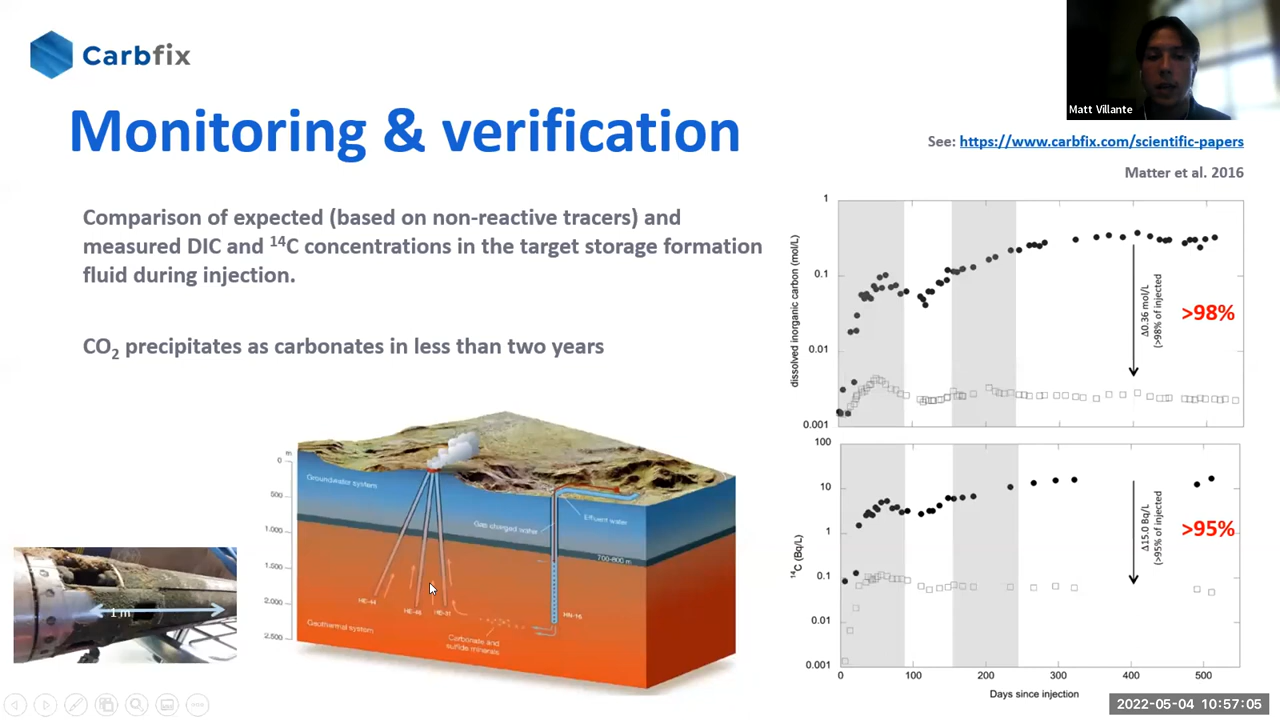 Carbfix
Matt Villante
Monitoring & verification
See: https://www.carbfix.com/scientific-papers
Matter et al. 2016
Comparison of expected (based on non-reactive tracers) and
measured DIC and ¹⁴C concentrations in the target storage formation
fluid during injection.
CO₂ precipitates as carbonates in less than two years
dissolved inorganic carbon (mol/L)
1
0.1
0.01
0.001
Δ0.36 mol/L
(>98% of injected)
>98%
¹⁴C (Bq/L)
100
10
1
0.1
0.01
0.001
Δ15.0 Bq/L
(>95% of injected)
>95%
0
100
200
300
400
500
Days since injection
m
0
500
1.000
1.500
2.000
2.500
Groundwater system
Gas charged water
Effluent water
700-800 m
HE-44
HE-46
HE-31
HN-16
Carbonate and
sulfide minerals
Geothermal system
1 m
2022-05-04 10:57:05